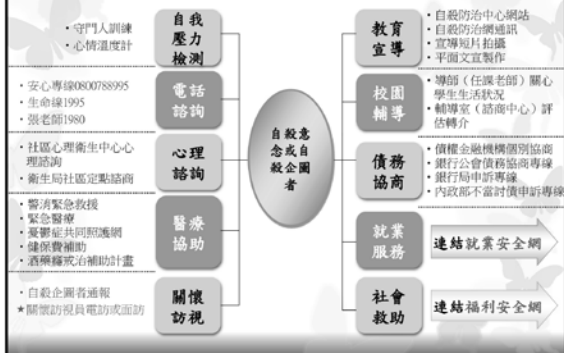 ・守門人訓練
・心情溫度計
自我
壓力
檢測
・安心專線0800788995
・生命線1995
・張老師1980
電話
諮詢
・社區心理衛生中心心
理諮詢
・衛生局社區定點諮商
心理
諮詢
・警消緊急救援
・緊急醫療
・憂鬱症共同照護網
・健保費補助
・酒藥癮戒治補助計畫
醫療
協助
・自殺企圖者通報
★關懷訪視員電訪或面訪
關懷
訪視
自殺意
念或自
殺企圖
者
教育
宣導
・自殺防治中心網站
・自殺防治網通訊
・宣導短片拍攝
・平面文宣製作
校園
輔導
・導師（任課老師）關心
學生生活狀況
・輔導室（諮商中心）評
估轉介
債務
協商
・債權金融機構個別協商
・銀行公會債務協商專線
・銀行局申訴專線
・內政部不當討債申訴專線
就業
服務
連結就業安全網
社會
救助
連結福利安全網